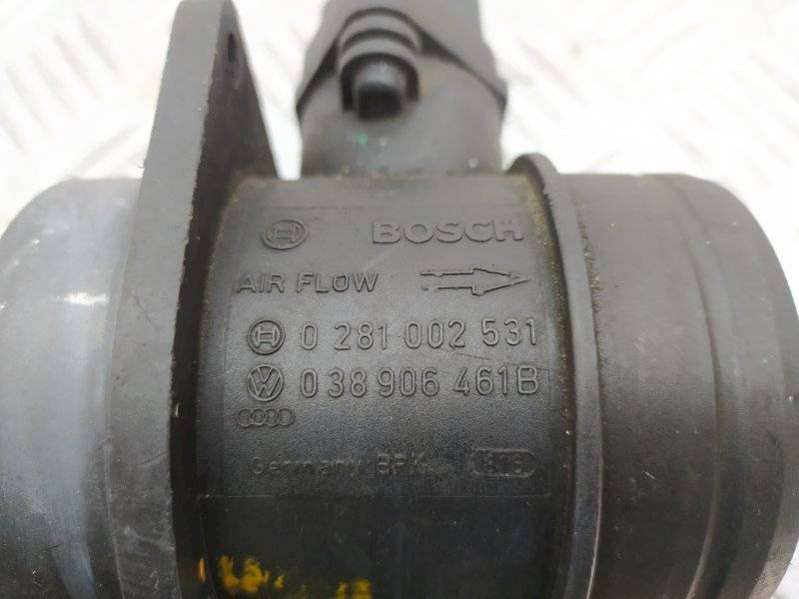 BOSCH
AIR FLOW
0 281 002 531
038 906 461B
Germany